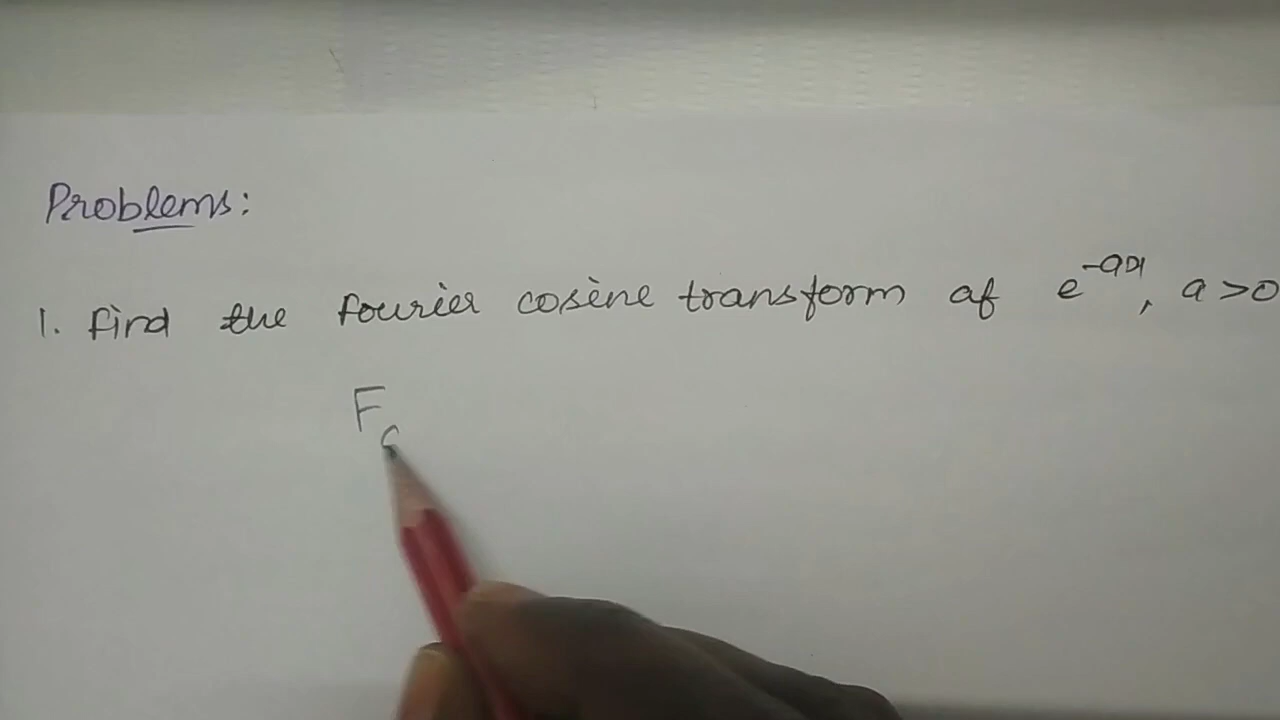 Problems:
1. Find the Fourier cosine transform of e^-ax, a>0
F_c